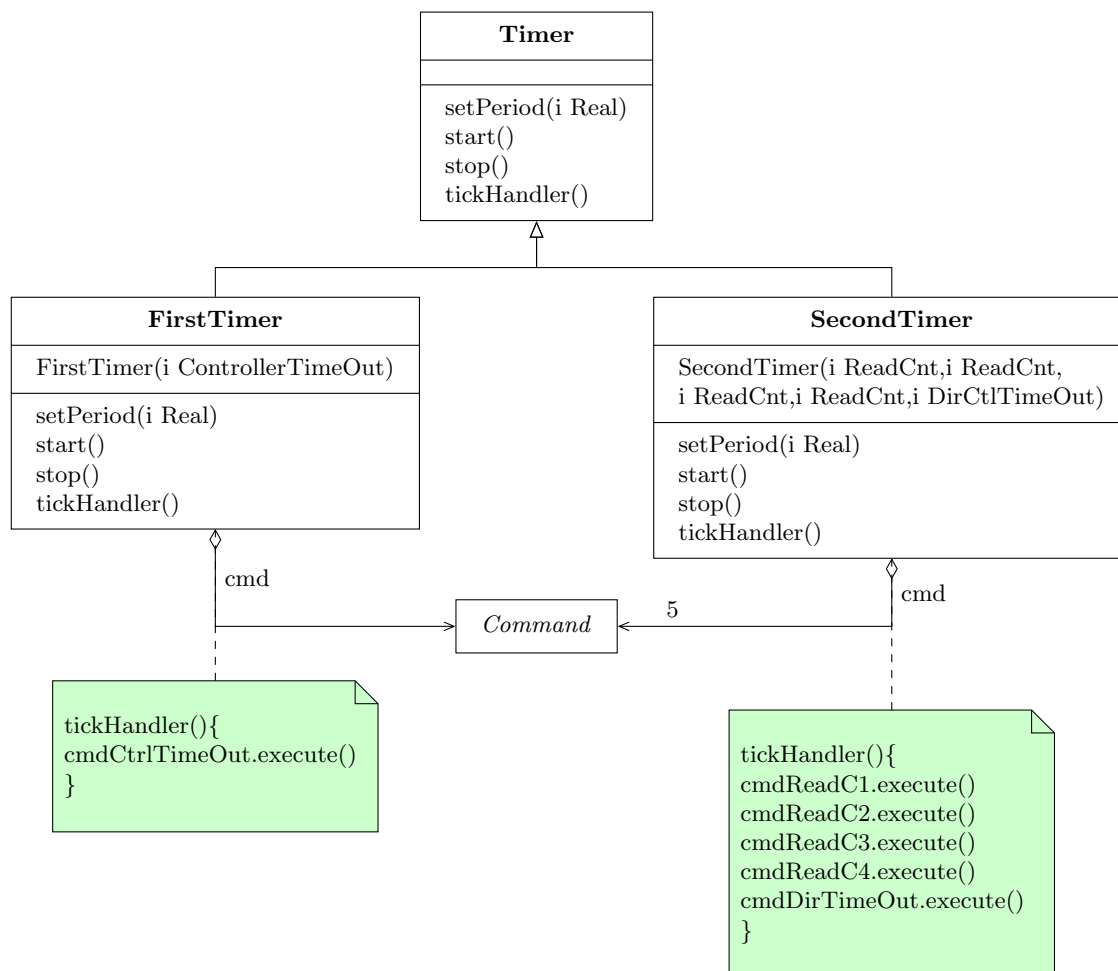 Timer
setPeriod(i Real)
start()
stop()
tickHandler()
FirstTimer
FirstTimer(i ControllerTimeOut)
setPeriod(i Real)
start()
stop()
tickHandler()
SecondTimer
SecondTimer(i ReadCnt,i ReadCnt,
i ReadCnt,i ReadCnt,i DirCtlTimeOut)
setPeriod(i Real)
start()
stop()
tickHandler()
cmd
Command
5
cmd
tickHandler(){
cmdCtrlTimeOut.execute()
}
tickHandler(){
cmdReadC1.execute()
cmdReadC2.execute()
cmdReadC3.execute()
cmdReadC4.execute()
cmdDirTimeOut.execute()
}